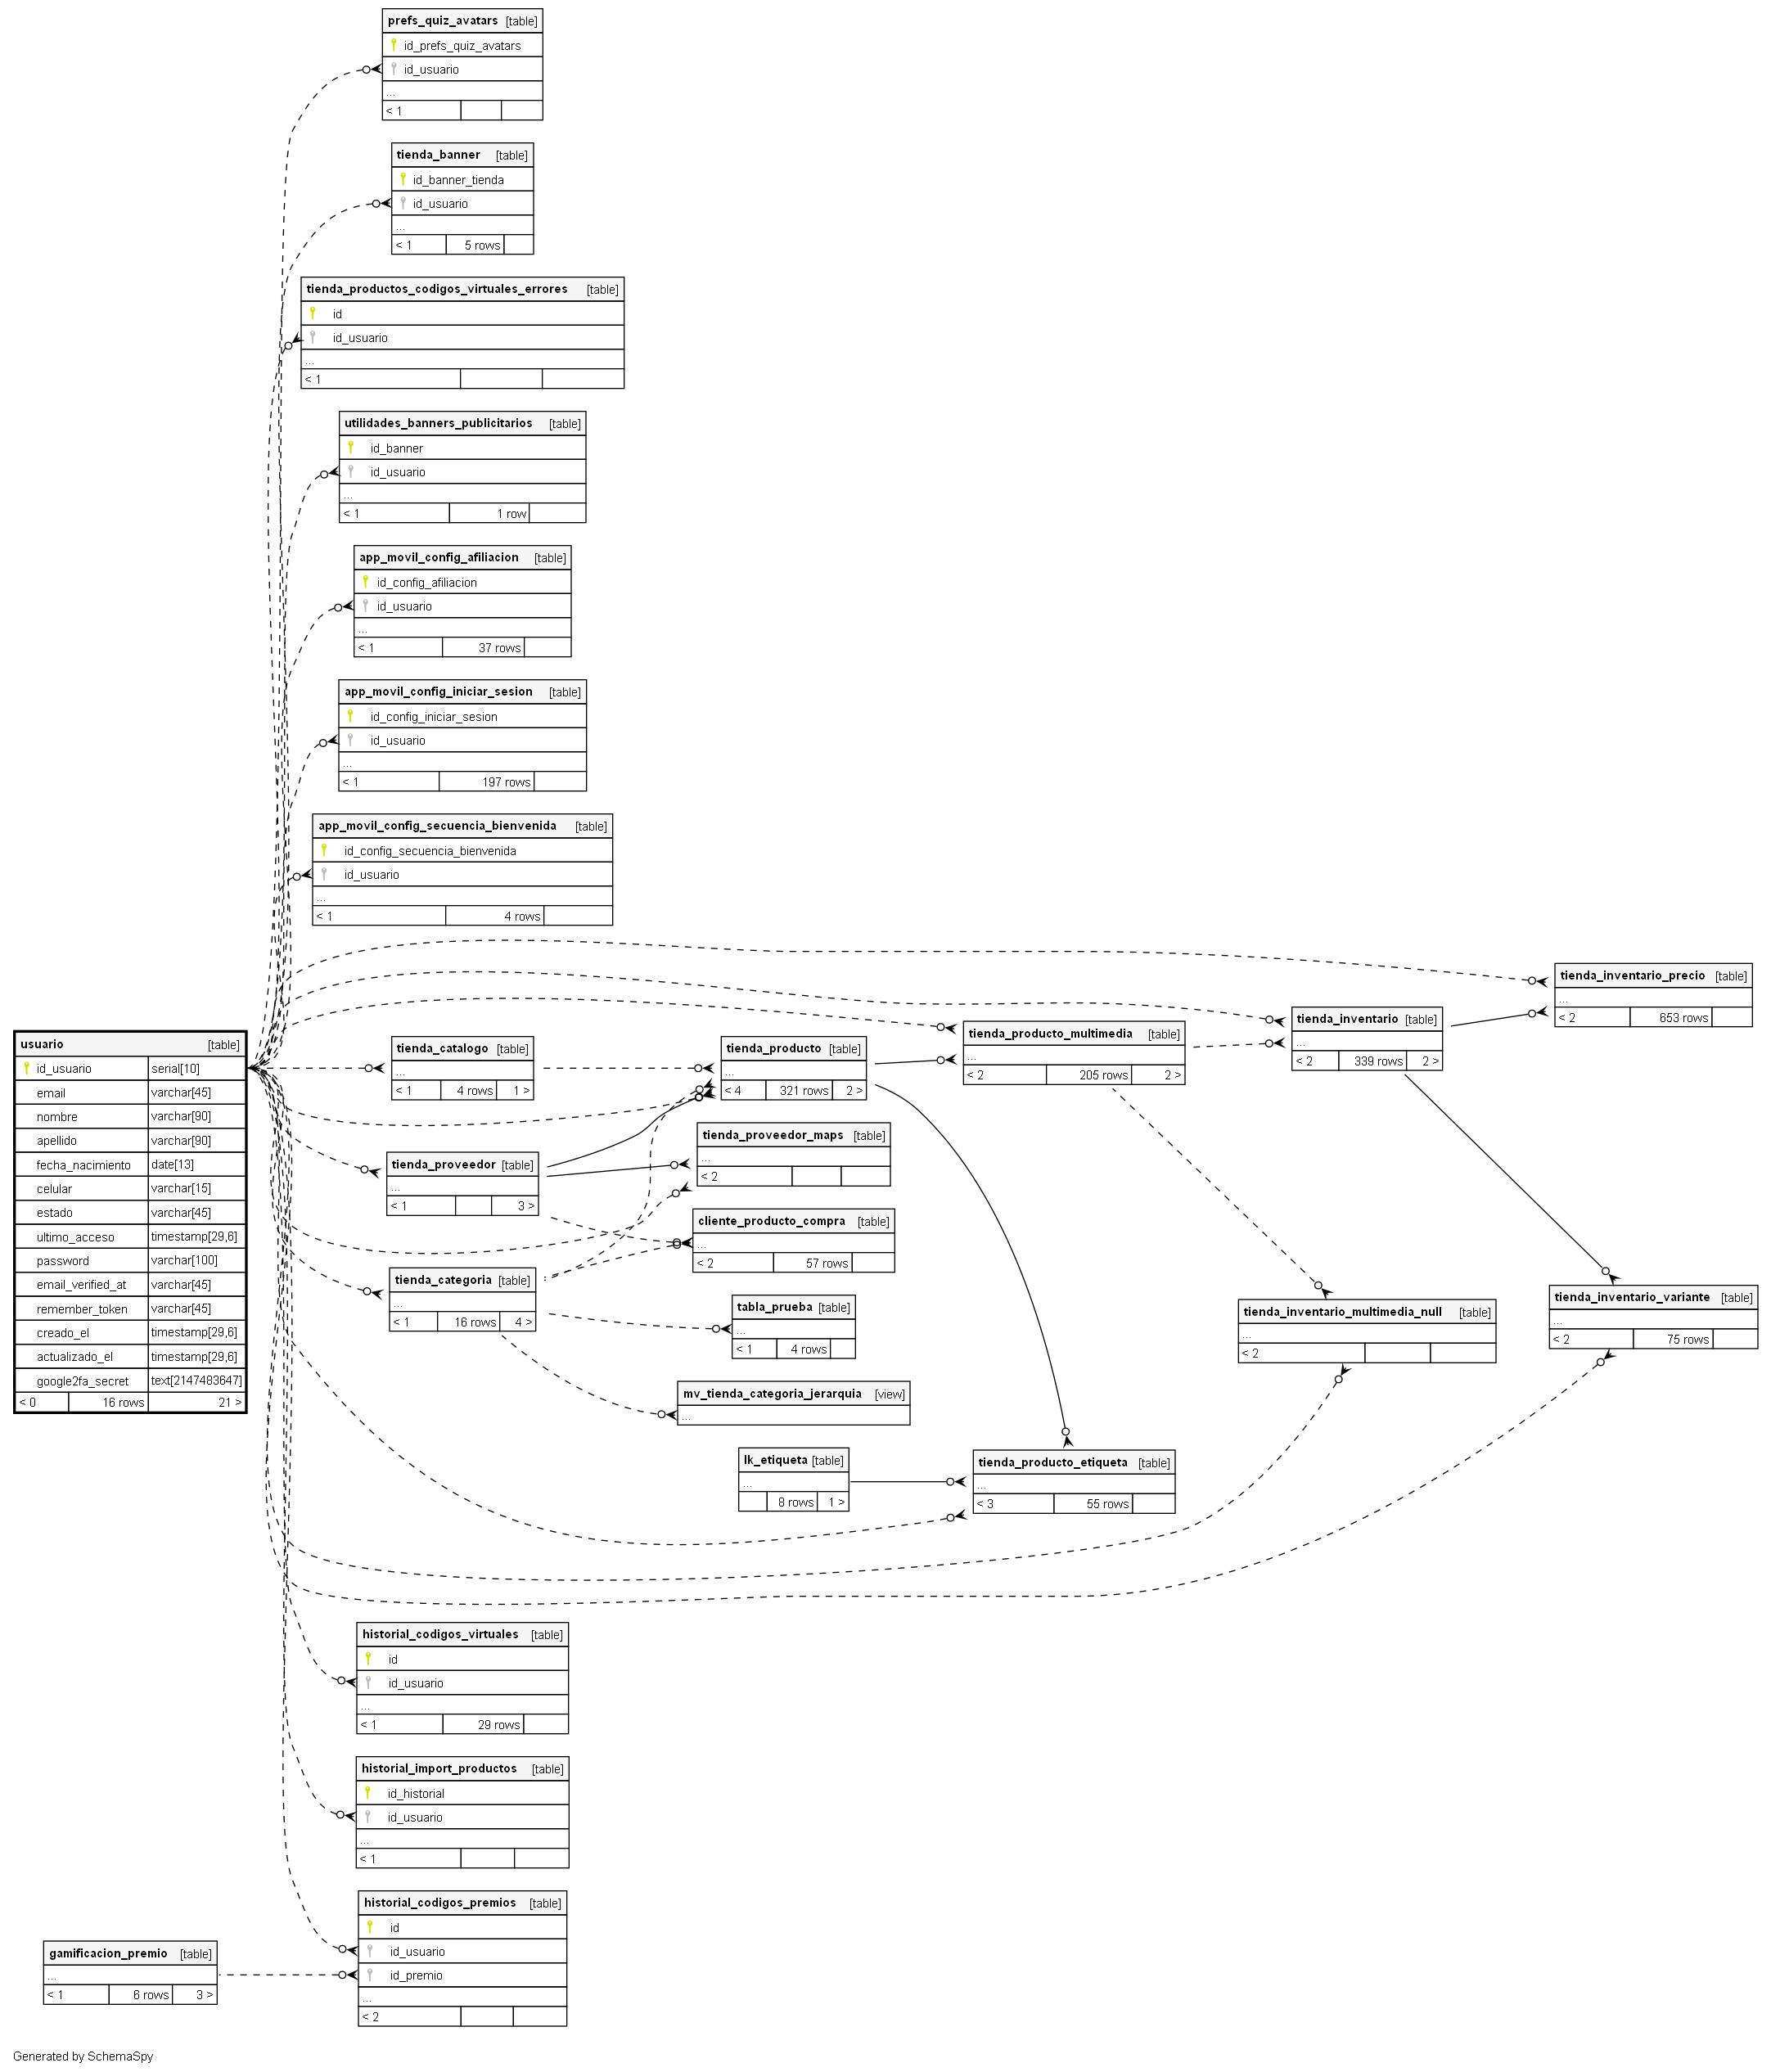 prefs_quiz_avatars [table]
id_prefs_quiz_avatars
id_usuario
...
< 1
tienda_banner [table]
id_banner_tienda
id_usuario
...
< 1 5 rows
tienda_productos_codigos_virtuales_errores [table]
id
id_usuario
...
< 1
utilidades_banners_publicitarios [table]
id_banner
id_usuario
...
< 1 1 row
app_movil_config_afiliacion [table]
id_config_afiliacion
id_usuario
...
< 1 37 rows
app_movil_config_iniciar_sesion [table]
id_config_iniciar_sesion
id_usuario
...
< 1 197 rows
app_movil_config_secuencia_bienvenida [table]
id_config_secuencia_bienvenida
id_usuario
...
< 1 4 rows
usuario [table]
id_usuario serial[10]
email varchar[45]
nombre varchar[90]
apellido varchar[90]
fecha_nacimiento date[13]
celular varchar[15]
estado varchar[45]
ultimo_acceso timestamp[29,6]
password varchar[100]
email_verified_at varchar[45]
remember_token varchar[45]
creado_el timestamp[29,6]
actualizado_el timestamp[29,6]
google2fa_secret text[2147483647]
< 0 16 rows 21 >
tienda_catalogo [table]
...
< 1 4 rows 1 >
tienda_proveedor [table]
...
< 1 3 >
tienda_categoria [table]
...
< 1 16 rows 4 >
tienda_producto [table]
...
< 4 321 rows 2 >
tienda_proveedor_maps [table]
...
< 2
cliente_producto_compra [table]
...
< 2 57 rows
tabla_prueba [table]
...
< 1 4 rows
mv_tienda_categoria_jerarquia [view]
...
lk_etiqueta [table]
...
8 rows 1 >
tienda_producto_multimedia [table]
...
< 2 205 rows 2 >
tienda_producto_etiqueta [table]
...
< 3 55 rows
tienda_inventario [table]
...
< 2 339 rows 2 >
tienda_inventario_multimedia_null [table]
...
< 2
tienda_inventario_precio [table]
...
< 2 653 rows
tienda_inventario_variante [table]
...
< 2 75 rows
historial_codigos_virtuales [table]
id
id_usuario
...
< 1 29 rows
historial_import_productos [table]
id_historial
id_usuario
...
< 1
historial_codigos_premios [table]
id
id_usuario
id_premio
...
< 2
gamificacion_premio [table]
...
< 1 6 rows 3 >
Generated by SchemaSpy